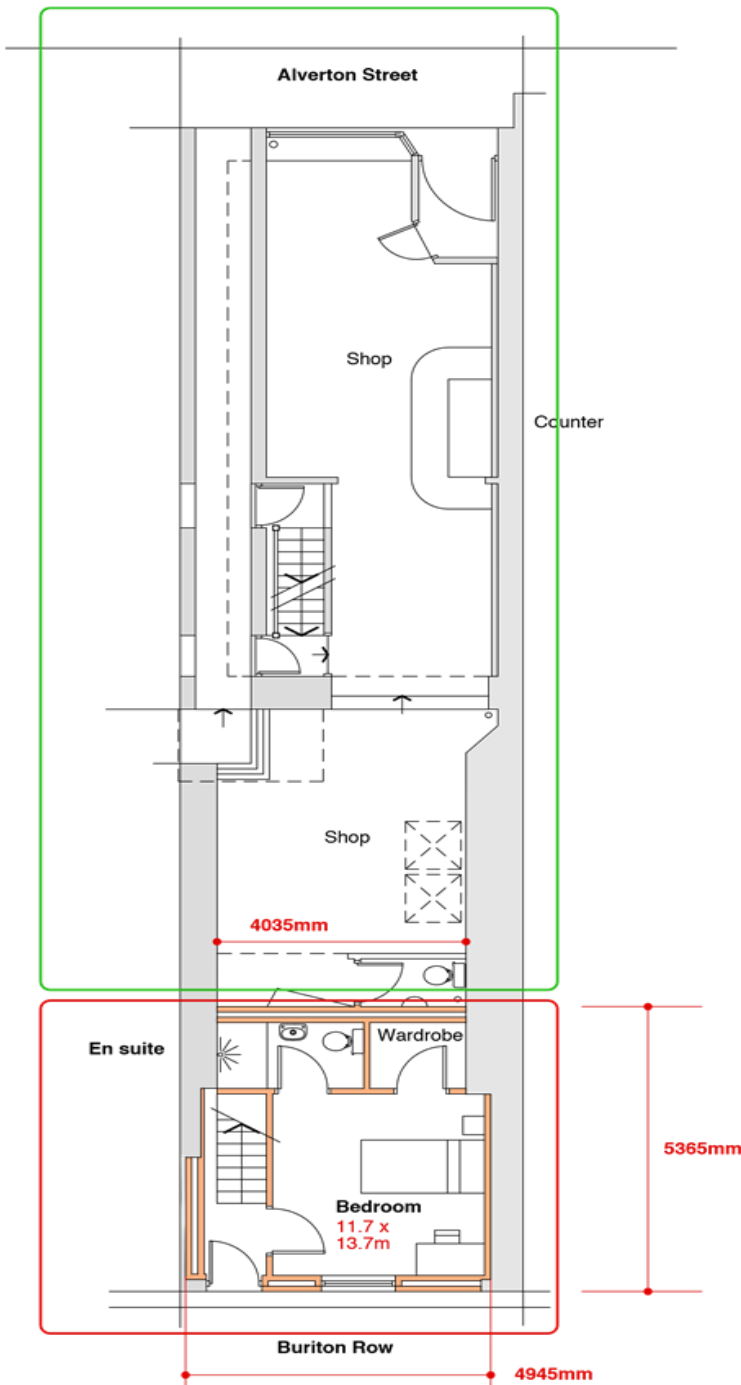 Alverton Street
Shop
Counter
Shop
4035mm
Wardrobe
En suite
5365mm
Bedroom
11.7 x
13.7m
Buriton Row
4945mm